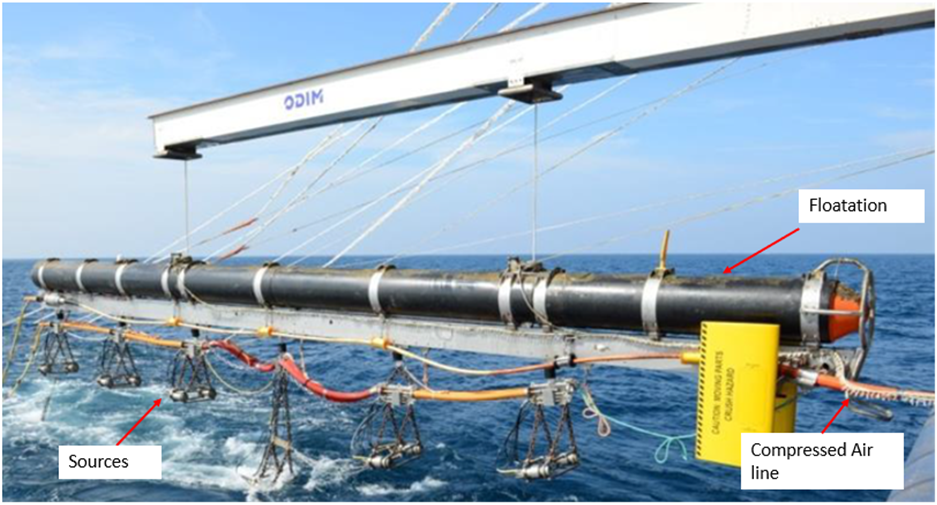 ODIM
Floatation
CAUTION MOVING PARTS
CRUSH HAZARD
Sources
Compressed Air
line